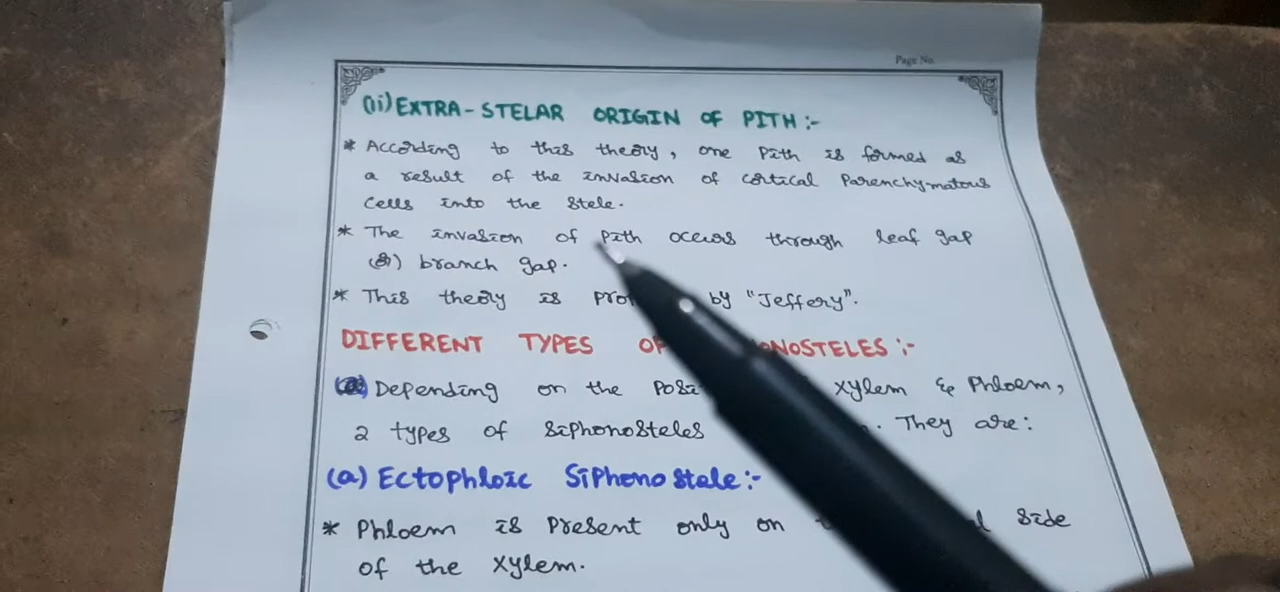 Page No.
(ii) EXTRA-STELAR ORIGIN OF PITH :-
* According to this theory, one Pith is formed as
a result of the invasion of cortical Parenchymatous
Cells into the Stele.
* The invasion of Pith occurs through leaf gap
(or) branch gap.
* This theory is by "Jeffery".
DIFFERENT TYPES :-
Depending on the xylem & Phloem,
2 types of Siphonosteles . They are:
(a) Ectophloic Siphonostele:-
* Phloem is Present only on side
of the Xylem.